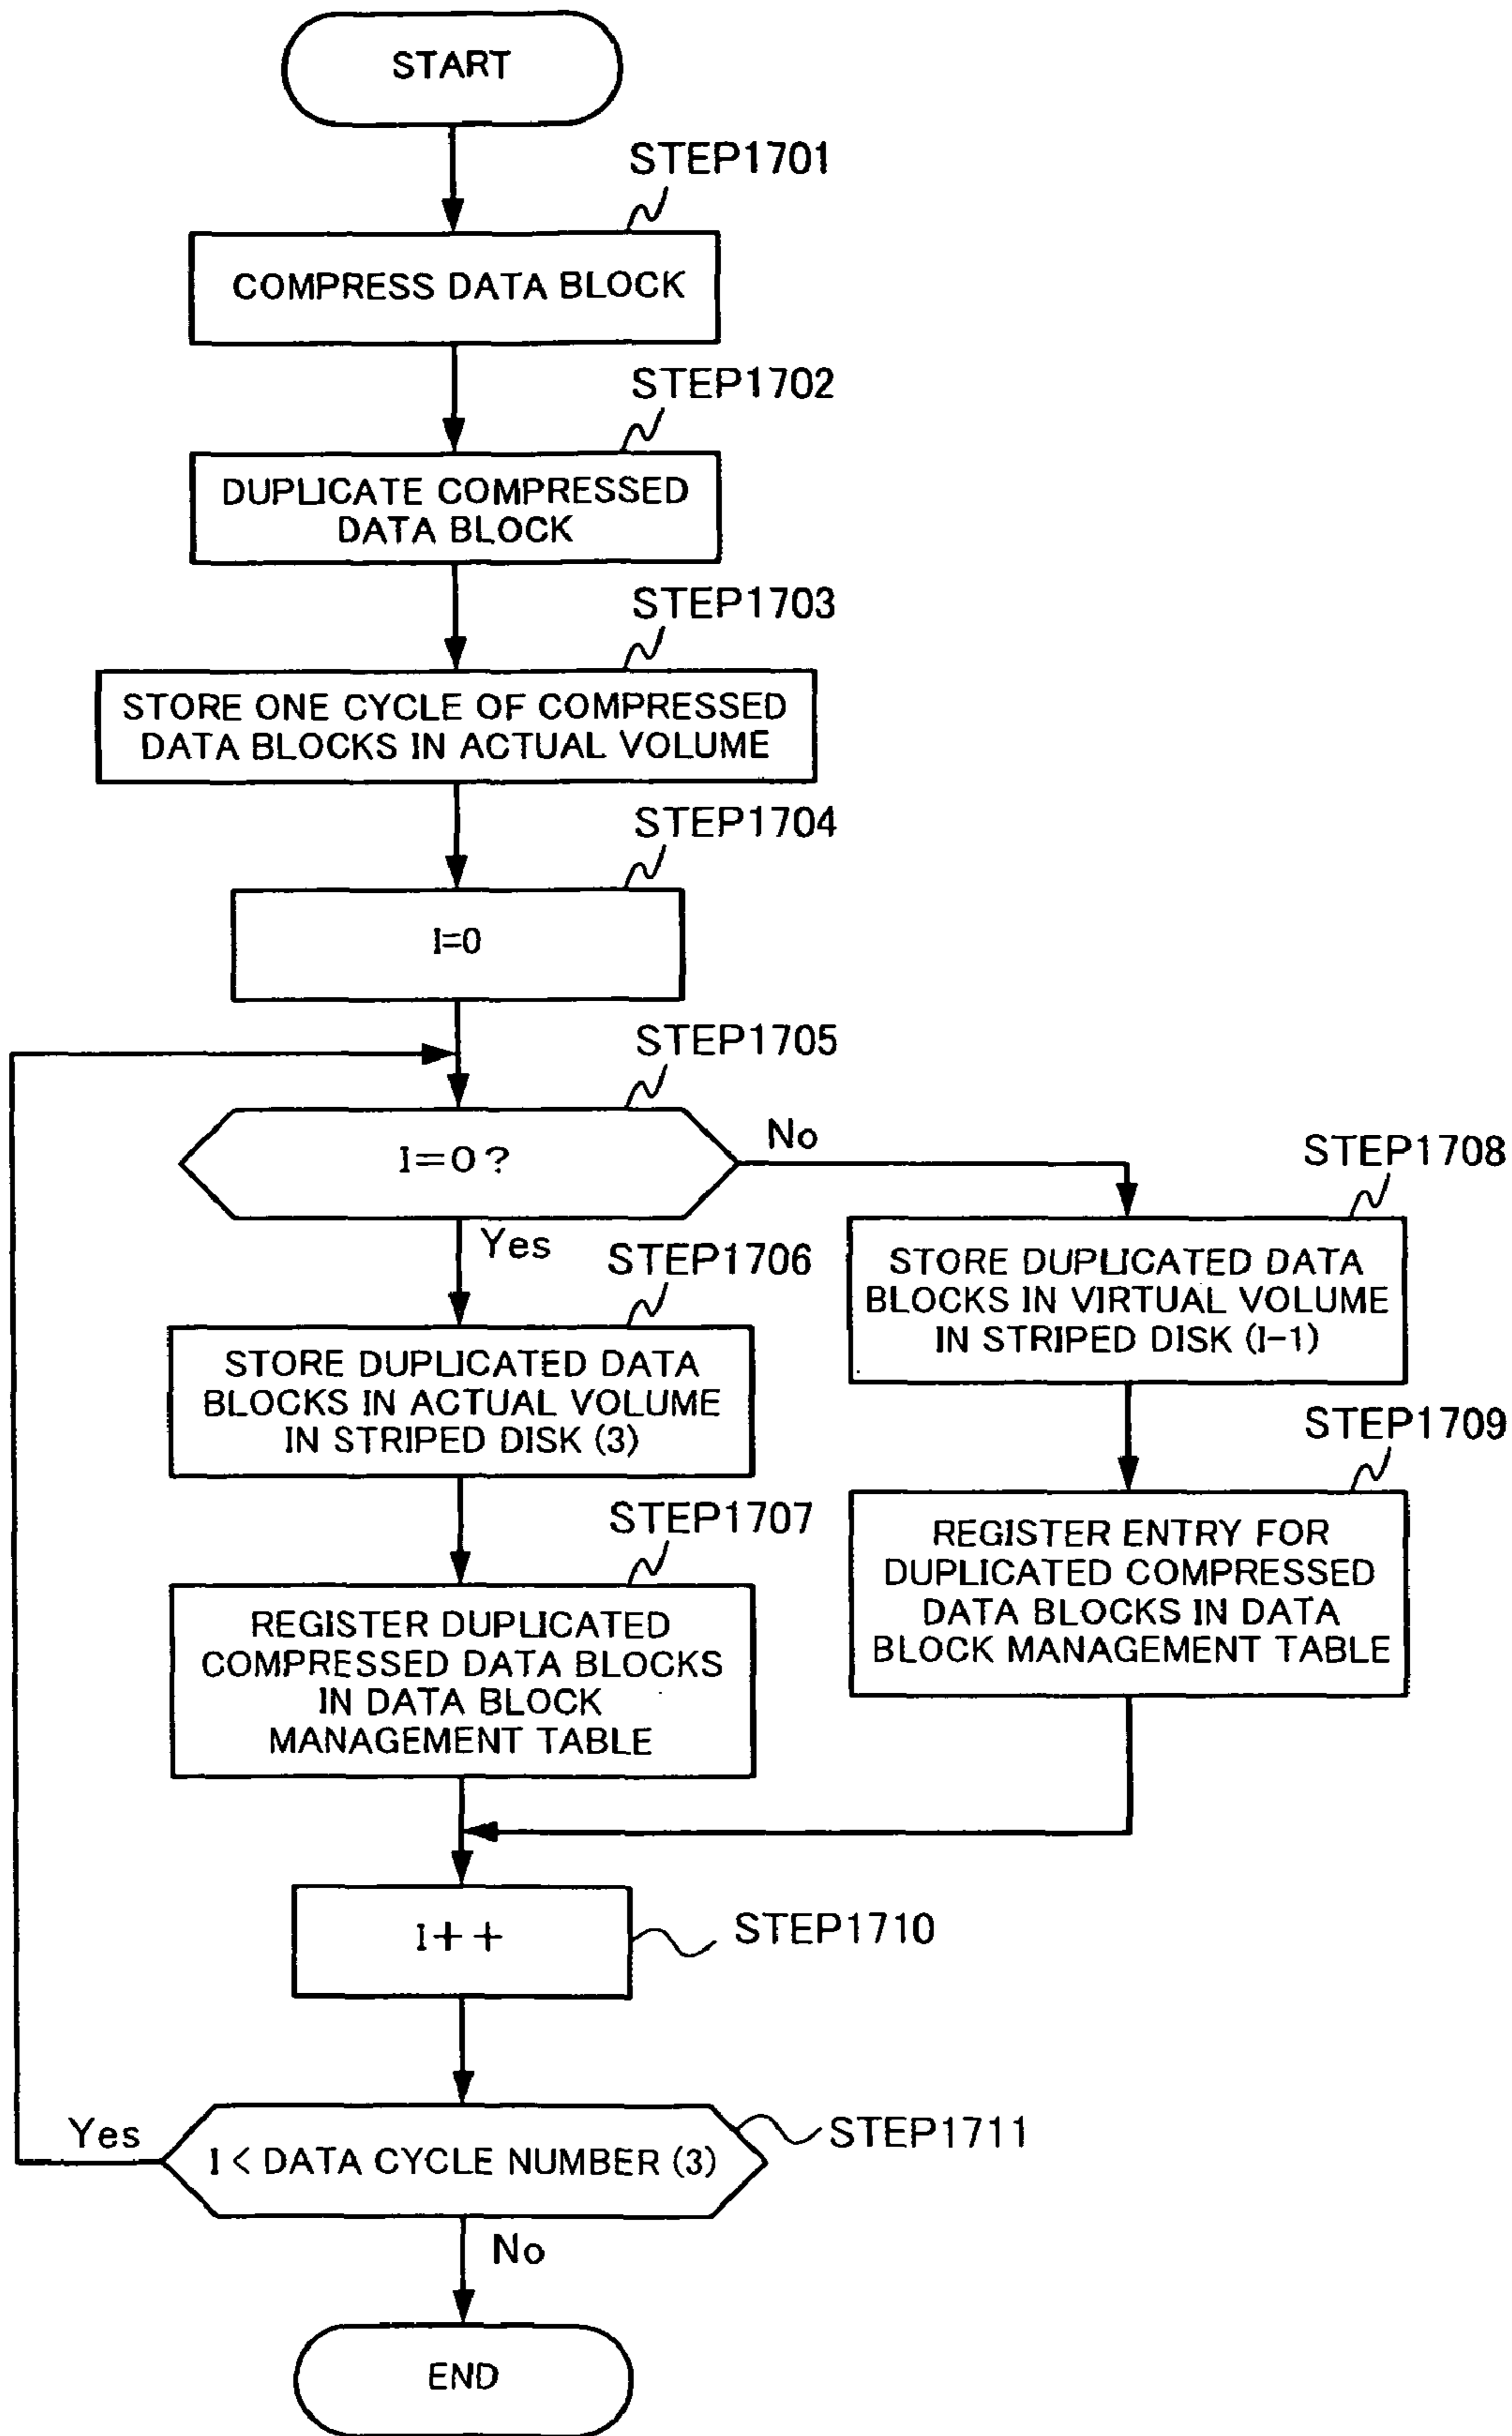 START
STEP1701
COMPRESS DATA BLOCK
STEP1702
DUPLICATE COMPRESSED
DATA BLOCK
STEP1703
STORE ONE CYCLE OF COMPRESSED
DATA BLOCKS IN ACTUAL VOLUME
STEP1704
I=0
STEP1705
I=0?
No
Yes
STEP1706
STORE DUPLICATED DATA
BLOCKS IN ACTUAL VOLUME
IN STRIPED DISK (3)
STEP1707
REGISTER DUPLICATED
COMPRESSED DATA BLOCKS
IN DATA BLOCK
MANAGEMENT TABLE
STEP1708
STORE DUPLICATED DATA
BLOCKS IN VIRTUAL VOLUME
IN STRIPED DISK (I-1)
STEP1709
REGISTER ENTRY FOR
DUPLICATED COMPRESSED
DATA BLOCKS IN DATA
BLOCK MANAGEMENT TABLE
I++
STEP1710
Yes
I < DATA CYCLE NUMBER (3)
STEP1711
No
END